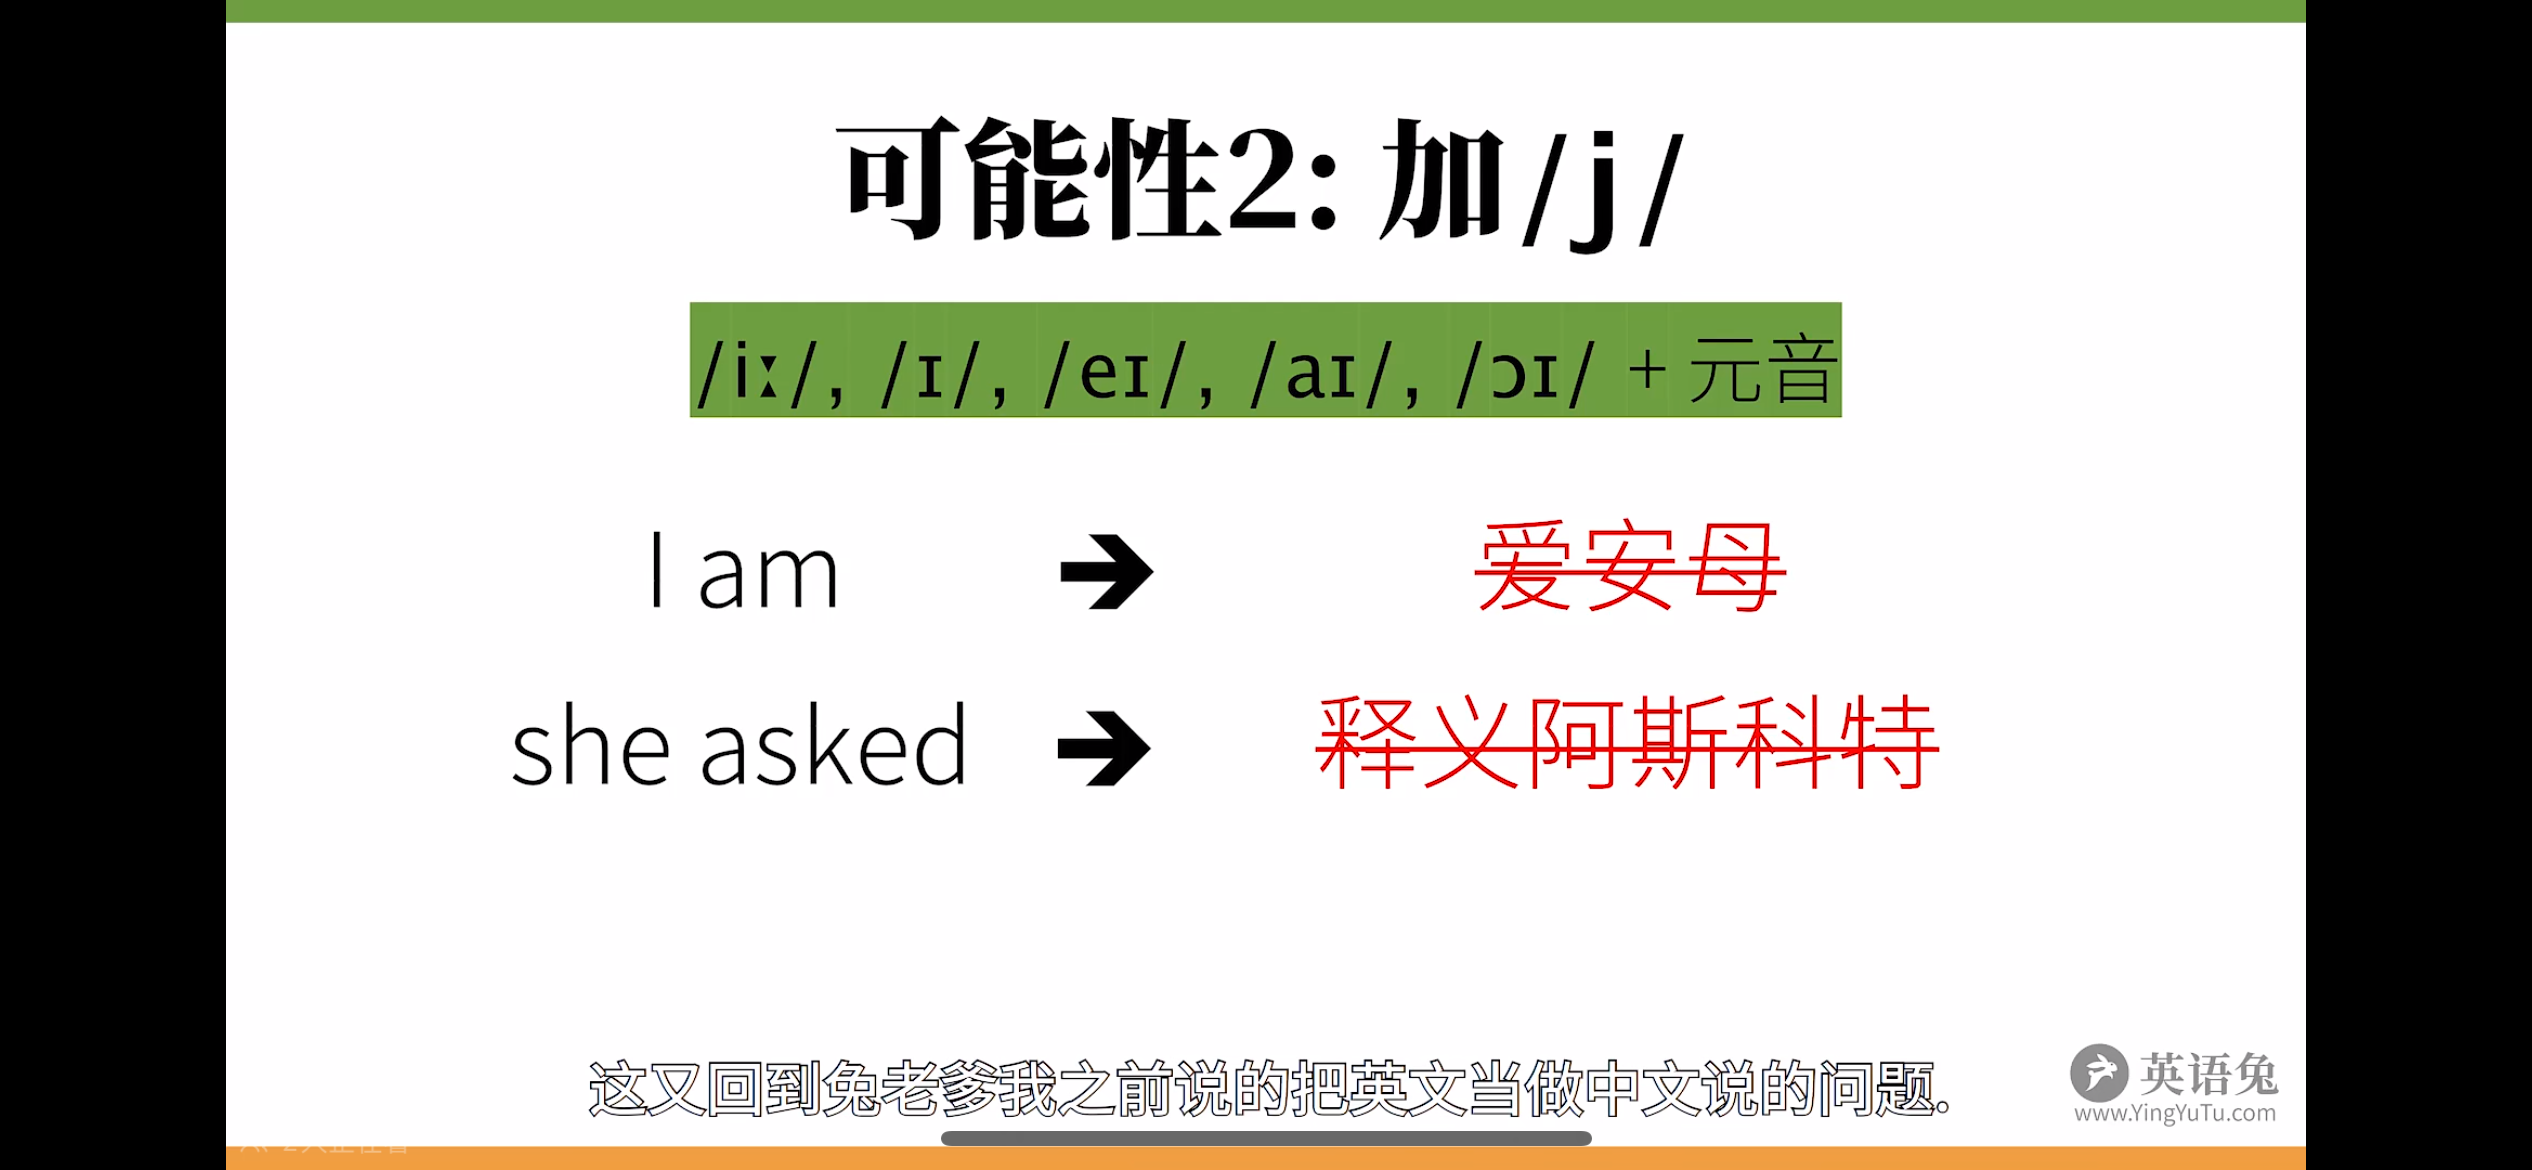 可能性2: 加/j/
/iː/, /ɪ/, /eɪ/, /aɪ/, /ɔɪ/ + 元音
I am ➔ 爱安母
she asked ➔ 释义阿斯科特
这又回到兔老爹我之前说的把英文当做中文说的问题.
英语兔
www.YingYuTu.com